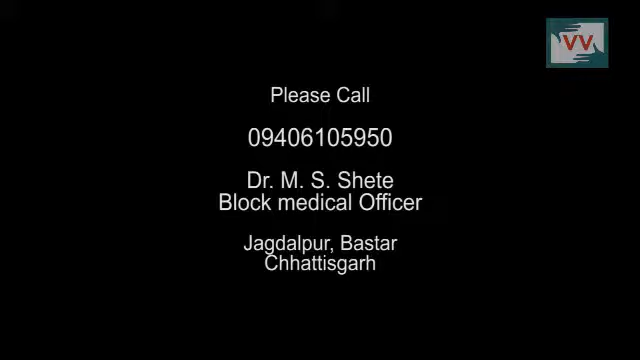 VV
Please Call
09406105950
Dr. M. S. Shete
Block medical Officer
Jagdalpur, Bastar
Chhattisgarh